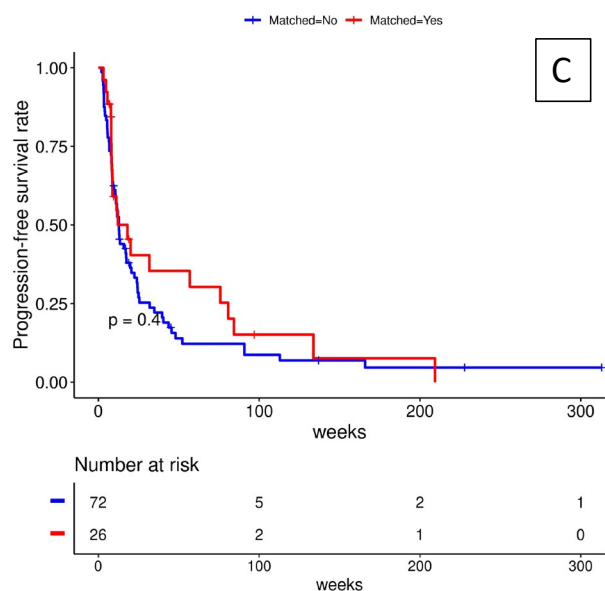 Matched=No Matched=Yes
C
1.00
0.75
0.50
0.25
0.00
Progression-free survival rate
p = 0.4
0 100 200 300
weeks
Number at risk
72 5 2 1
26 2 1 0
0 100 200 300
weeks